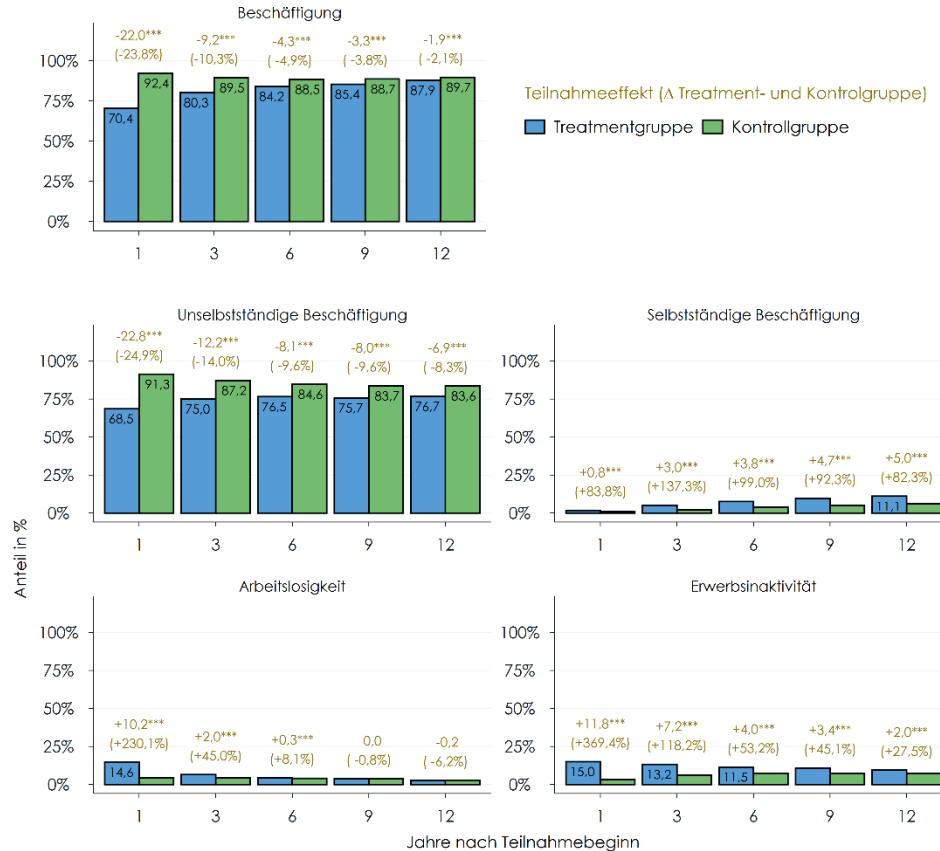 Beschäftigung
-22,0*** -9,2*** -4,3*** -3,3*** -1,9***
(-23,8%) (-10,3%) ( -4,9%) ( -3,8%) ( -2,1%)
100%
75%
50%
25%
0%
70,4 92,4 80,3 89,5 84,2 88,5 85,4 88,7 87,9 89,7
1 3 6 9 12
Teilnahmeeffekt (Δ Treatment- und Kontrolgruppe)
Treatmentgruppe Kontrollgruppe
Unselbstständige Beschäftigung
-22,8*** -12,2*** -8,1*** -8,0*** -6,9***
(-24,9%) (-14,0%) ( -9,6%) ( -9,6%) ( -8,3%)
100%
75%
50%
25%
0%
68,5 91,3 75,0 87,2 76,5 84,6 75,7 83,7 76,7 83,6
1 3 6 9 12
Selbstständige Beschäftigung
100%
75%
50%
25%
0%
+0,8*** +3,0*** +3,8*** +4,7*** +5,0***
(+83,8%) (+137,3%) (+99,0%) (+92,3%) (+82,3%)
11,1
1 3 6 9 12
Anteil in %
Arbeitslosigkeit
100%
75%
50%
25%
0%
+10,2*** +2,0*** +0,3*** 0,0 -0,2
(+230,1%) (+45,0%) (+8,1%) ( -0,8%) ( -6,2%)
14,6
1 3 6 9 12
Erwerbsinaktivität
100%
75%
50%
25%
0%
+11,8*** +7,2*** +4,0*** +3,4*** +2,0***
(+369,4%) (+118,2%) (+53,2%) (+45,1%) (+27,5%)
15,0 13,2 11,5
1 3 6 9 12
Jahre nach Teilnahmebeginn